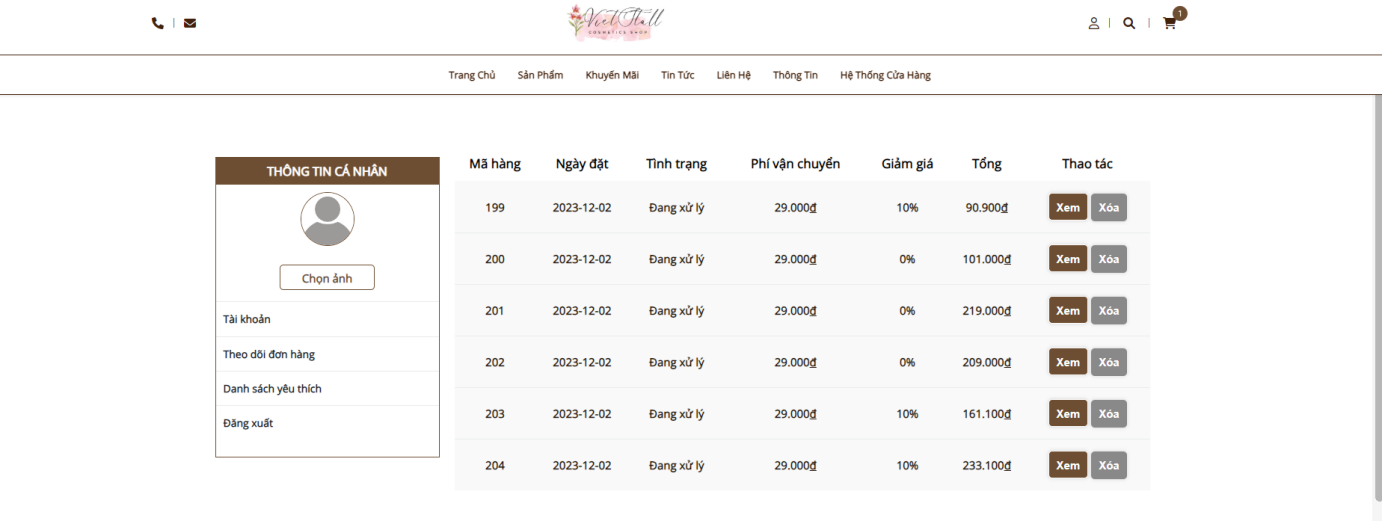 1
Viet Hall
COSMETICS SHOP
Trang Chủ Sản Phẩm Khuyến Mãi Tin Tức Liên Hệ Thông Tin Hệ Thống Cửa Hàng
THÔNG TIN CÁ NHÂN
Chọn ảnh
Tài khoản
Theo dõi đơn hàng
Danh sách yêu thích
Đăng xuất
Mã hàng Ngày đặt Tình trạng Phí vận chuyển Giảm giá Tổng Thao tác
199 2023-12-02 Đang xử lý 29.000₫ 10% 90.900₫ Xem Xóa
200 2023-12-02 Đang xử lý 29.000₫ 0% 101.000₫ Xem Xóa
201 2023-12-02 Đang xử lý 29.000₫ 0% 219.000₫ Xem Xóa
202 2023-12-02 Đang xử lý 29.000₫ 0% 209.000₫ Xem Xóa
203 2023-12-02 Đang xử lý 29.000₫ 10% 161.100₫ Xem Xóa
204 2023-12-02 Đang xử lý 29.000₫ 10% 233.100₫ Xem Xóa